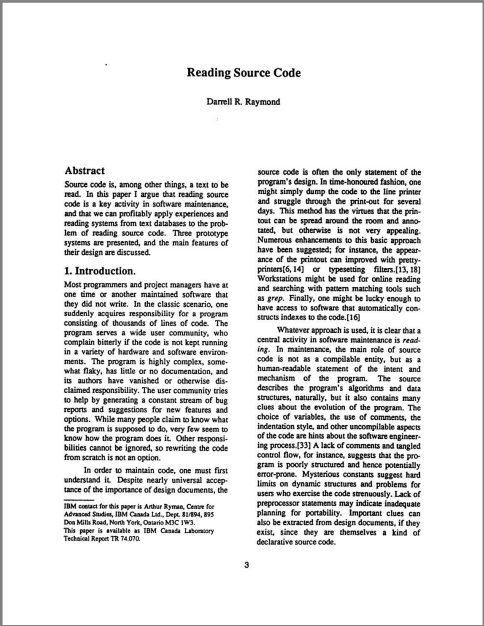 Reading Source Code
Darrell R. Raymond
Abstract
Source code is, among other things, a text to be
read. In this paper I argue that reading source
code is a key activity in software maintenance,
and that we can profitably apply experiences and
reading systems from text databases to the prob-
lem of reading source code. Three prototype
systems are presented, and the main features of
their design are discussed.
1. Introduction.
Most programmers and project managers have at
one time or another maintained software that
they did not write. In the classic scenario, one
suddenly acquires responsibility for a program
consisting of thousands of lines of code. The
program serves a wide user community, who
complain bitterly if the code is not kept running
in a variety of hardware and software environ-
ments. The program is highly complex, some-
what flaky, has little or no documentation, and
its authors have vanished or otherwise dis-
claimed responsibility. The user community tries
to help by generating a constant stream of bug
reports and suggestions for new features and
options. While many people claim to know what
the program is supposed to do, very few seem to
know how the program does it. Other responsi-
bilities cannot be ignored, so rewriting the code
from scratch is not an option.
In order to maintain code, one must first
understand it. Despite nearly universal accep-
tance of the importance of design documents, the
IBM contact for this paper is Arthur Ryman, Centre for
Advanced Studies, IBM Canada Ltd., Dept. 81/894, 895
Don Mills Road, North York, Ontario M3C 1W3.
This paper is available as IBM Canada Laboratory
Technical Report TR 74.070.
source code is often the only statement of the
program's design. In time-honoured fashion, one
might simply dump the code to the line printer
and struggle through the print-out for several
days. This method has the virtues that the prin-
tout can be spread around the room and anno-
tated, but otherwise is not very appealing.
Numerous enhancements to this basic approach
have been suggested; for instance, the appear-
ance of the printout can improved with pretty-
printers[6,14] or typesetting filters.[13,18]
Workstations might be used for online reading
and searching with pattern matching tools such
as grep. Finally, one might be lucky enough to
have access to software that automatically con-
structs indexes to the code.[16]
Whatever approach is used, it is clear that a
central activity in software maintenance is read-
ing. In maintenance, the main role of source
code is not as a compilable entity, but as a
human-readable statement of the intent and
mechanism of the program. The source
describes the program's algorithms and data
structures, naturally, but it also contains many
clues about the evolution of the program. The
choice of variables, the use of comments, the
indentation style, and other uncompilable aspects
of the code are hints about the software engineer-
ing process.[33] A lack of comments and tangled
control flow, for instance, suggests that the pro-
gram is poorly structured and hence potentially
error-prone. Mysterious constants suggest hard
limits on dynamic structures and problems for
users who exercise the code strenuously. Lack of
preprocessor statements may indicate inadequate
planning for portability. Important clues can
also be extracted from design documents, if they
exist, since they are themselves a kind of
declarative source code.
3